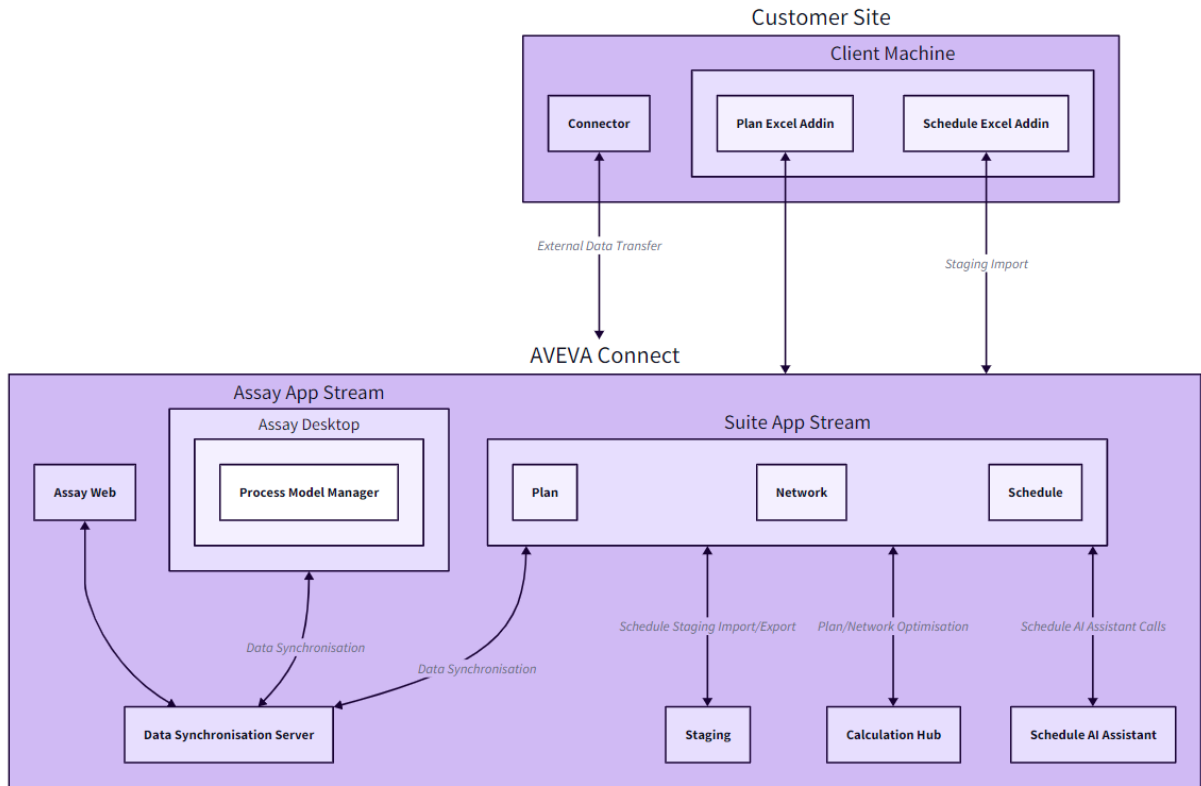 Customer Site
Client Machine
Connector
Plan Excel Addin
Schedule Excel Addin
External Data Transfer
Staging Import
AVEVA Connect
Assay App Stream
Assay Desktop
Suite App Stream
Assay Web
Process Model Manager
Plan
Network
Schedule
Data Synchronisation
Data Synchronisation
Schedule Staging Import/Export
Plan/Network Optimisation
Schedule AI Assistant Calls
Data Synchronisation Server
Staging
Calculation Hub
Schedule AI Assistant